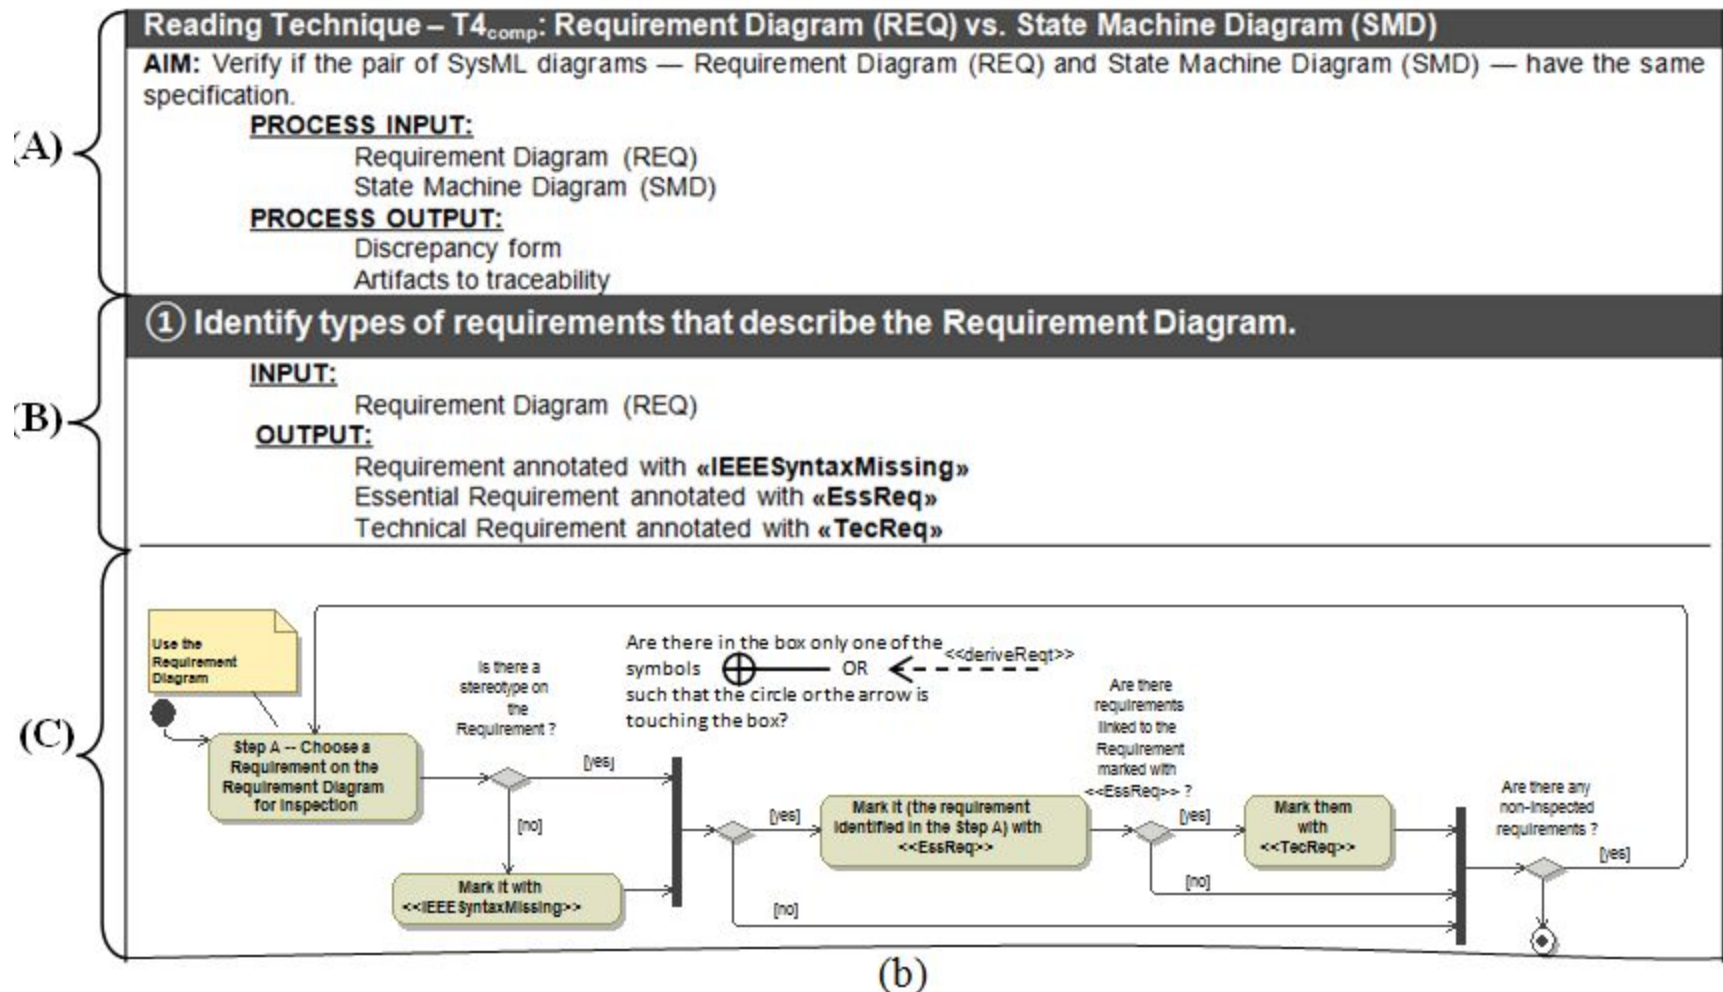 Reading Technique – T4comp: Requirement Diagram (REQ) vs. State Machine Diagram (SMD)
AIM: Verify if the pair of SysML diagrams — Requirement Diagram (REQ) and State Machine Diagram (SMD) — have the same
specification.
(A)
PROCESS INPUT:
Requirement Diagram (REQ)
State Machine Diagram (SMD)
PROCESS OUTPUT:
Discrepancy form
Artifacts to traceability
① Identify types of requirements that describe the Requirement Diagram.
(B)
INPUT:
Requirement Diagram (REQ)
OUTPUT:
Requirement annotated with «IEEESyntaxMissing»
Essential Requirement annotated with «EssReq»
Technical Requirement annotated with «TecReq»
(C)
Use the
Requirement
Diagram
Step A -- Choose a
Requirement on the
Requirement Diagram
for Inspection
Is there a
stereotype on
the
Requirement ?
[yes]
[no]
Mark it with
<<IEEESyntaxMissing>>
Are there in the box only one of the
symbols OR <<deriveReqt>>
such that the circle or the arrow is
touching the box?
[yes]
[no]
Mark it (the requirement
identified in the Step A) with
<<EssReq>>
Are there
requirements
linked to the
Requirement
marked with
<<EssReq>> ?
[yes]
[no]
Mark them
with
<<TecReq>>
Are there any
non-inspected
requirements ?
[yes]
(b)